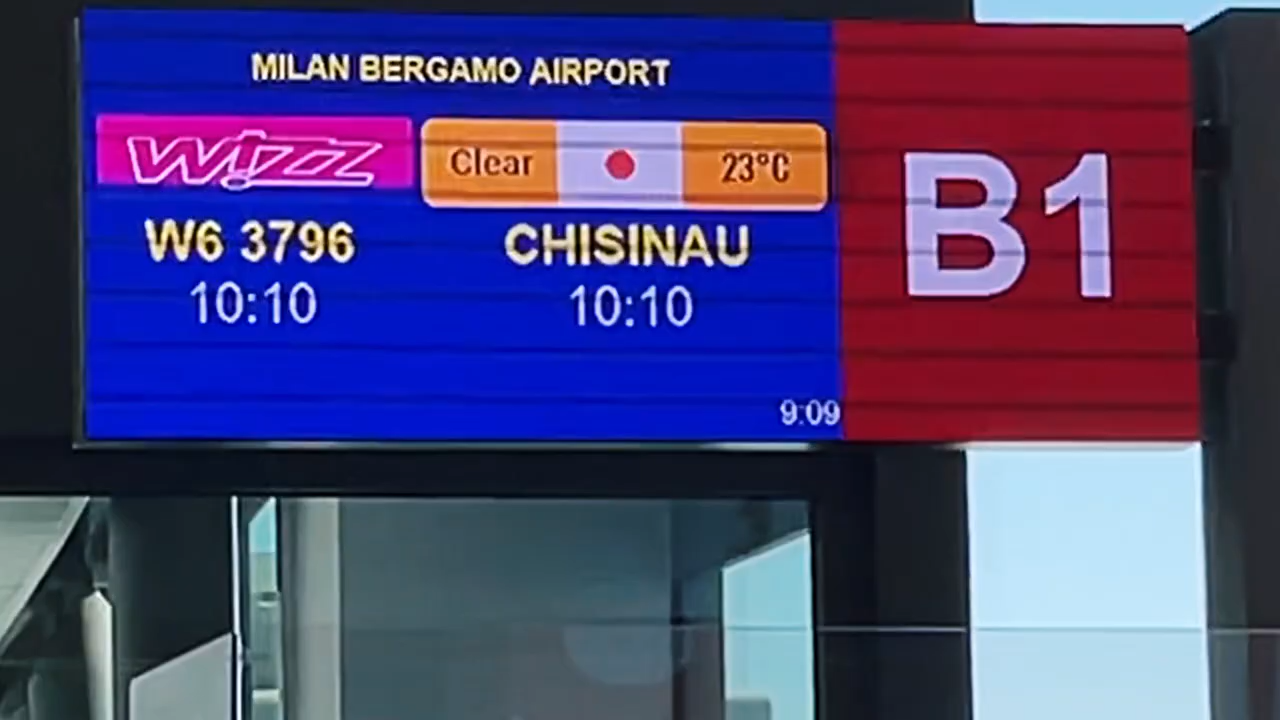 MILAN BERGAMO AIRPORT
WIZZ
Clear 23°C
W6 3796 CHISINAU
10:10 10:10
9:09
B1